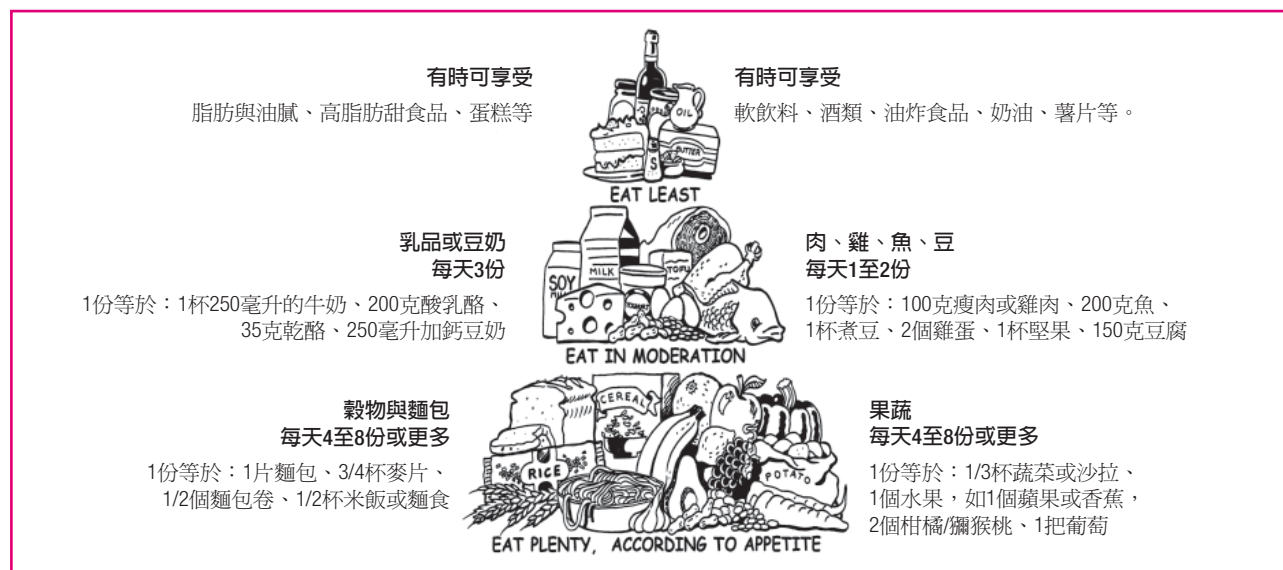 有時可享受
脂肪與油膩、高脂肪甜食品、蛋糕等
有時可享受
軟飲料、酒類、油炸食品、奶油、薯片等。
OIL
BUTTER
S
EAT LEAST
乳品或豆奶
每天3份
1份等於：1杯250毫升的牛奶、200克酸乳酪、
35克乾酪、250毫升加鈣豆奶
MILK
SOY
TOFU
YOGHURT
肉、雞、魚、豆
每天1至2份
1份等於：100克瘦肉或雞肉、200克魚、
1杯煮豆、2個雞蛋、1杯堅果、150克豆腐
EAT IN MODERATION
穀物與麵包
每天4至8份或更多
1份等於：1片麵包、3/4杯麥片、
1/2個麵包卷、1/2杯米飯或麵食
CEREAL
RICE
POTATO
果蔬
每天4至8份或更多
1份等於：1/3杯蔬菜或沙拉、
1個水果，如1個蘋果或香蕉，
2個柑橘/獼猴桃、1把葡萄
EAT PLENTY, ACCORDING TO APPETITE